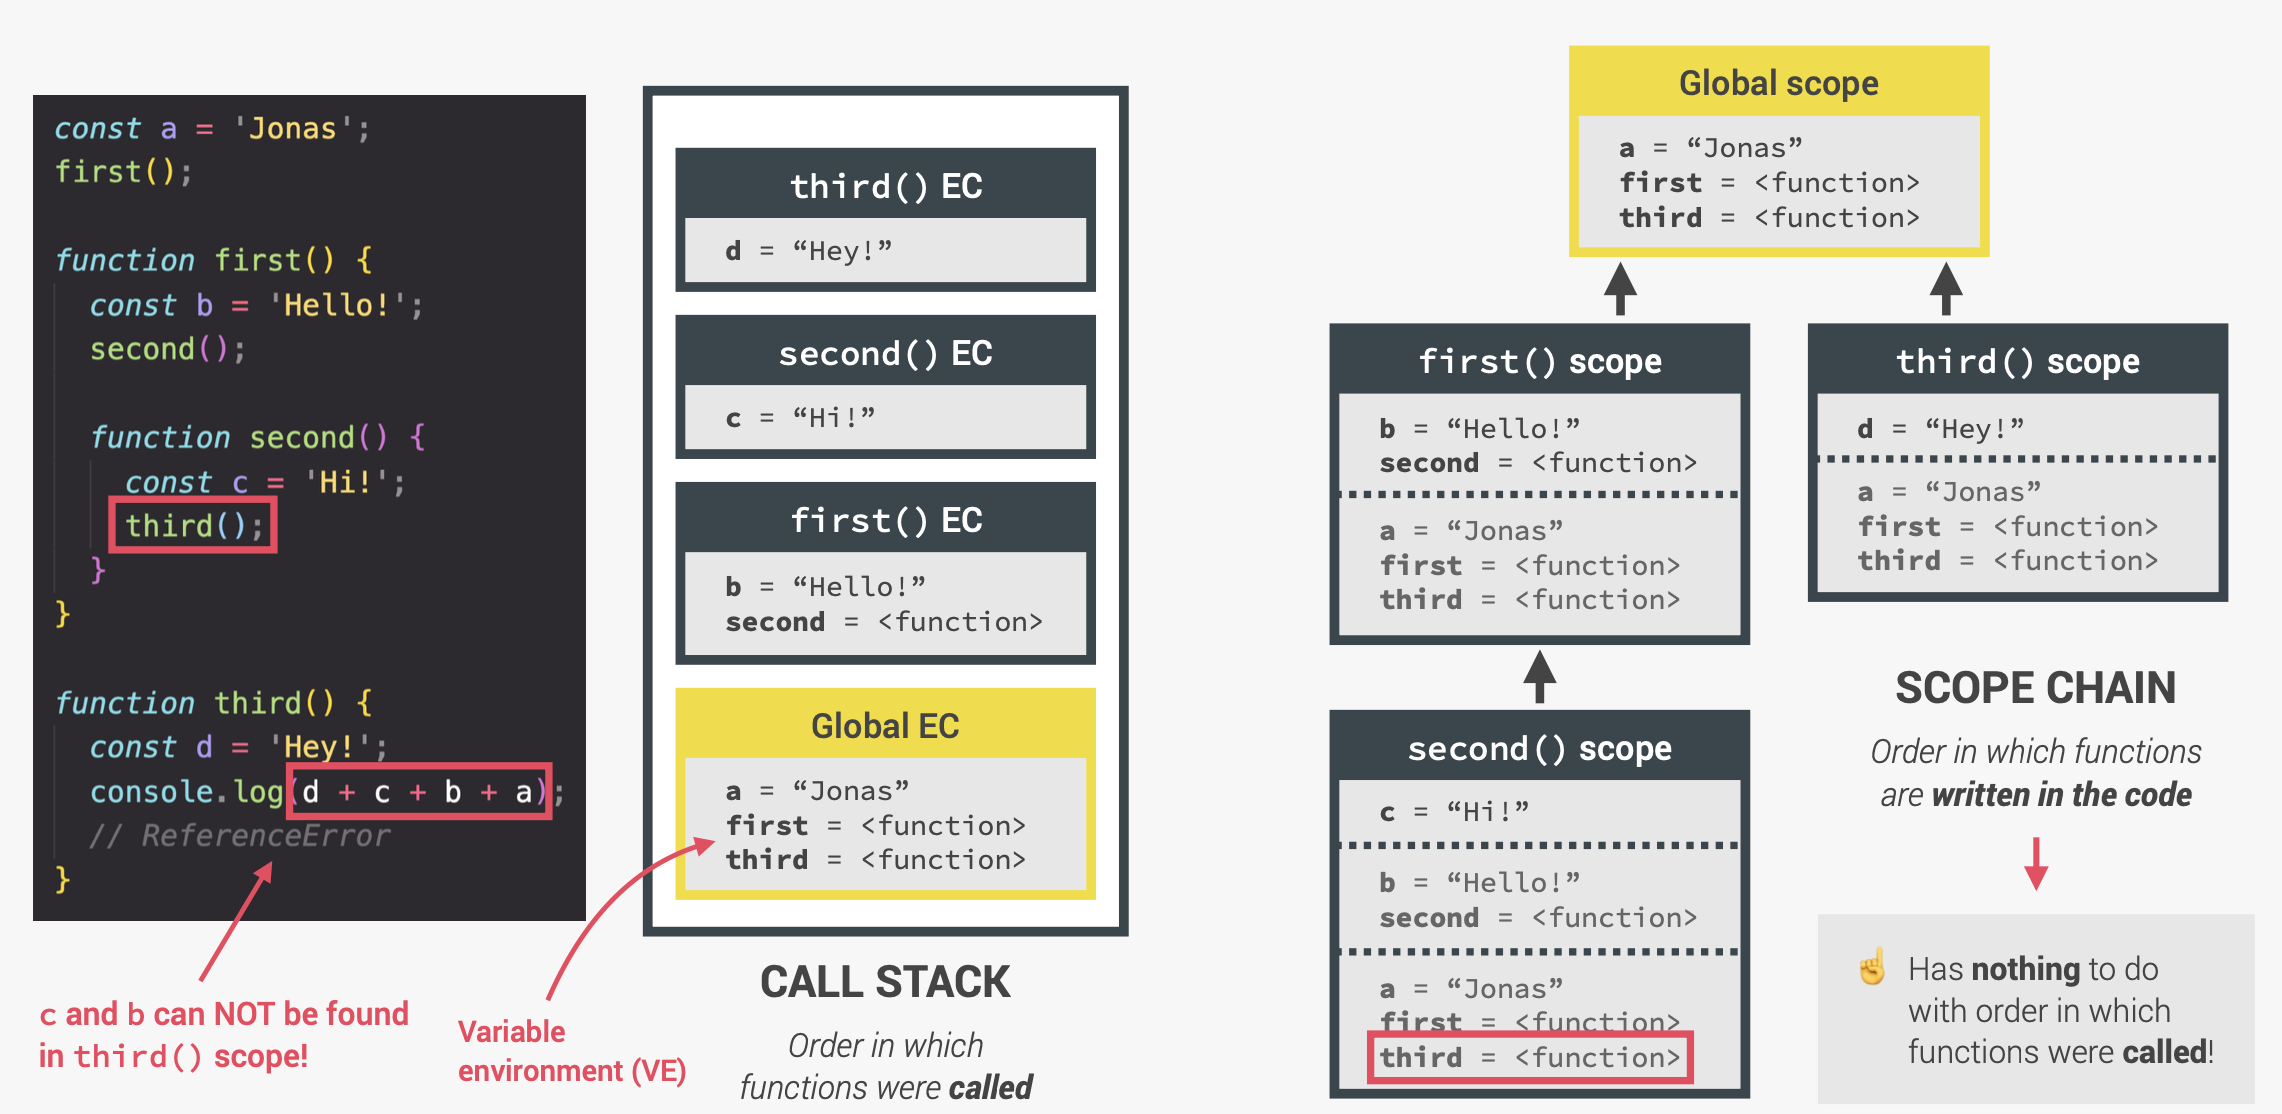 const a = 'Jonas';
first();
function first() {
const b = 'Hello!';
second();
function second() {
const c = 'Hi!';
third();
}
}
function third() {
const d = 'Hey!';
console.log(d + c + b + a);
// ReferenceError
}
c and b can NOT be found
in third() scope!
third() EC
d = “Hey!”
second() EC
c = “Hi!”
first() EC
b = “Hello!”
second = <function>
Global EC
a = “Jonas”
first = <function>
third = <function>
Variable
environment (VE)
CALL STACK
Order in which
functions were called
Global scope
a = “Jonas”
first = <function>
third = <function>
first() scope
b = “Hello!”
second = <function>
a = “Jonas”
first = <function>
third = <function>
third() scope
d = “Hey!”
a = “Jonas”
first = <function>
third = <function>
second() scope
c = “Hi!”
b = “Hello!”
second = <function>
a = “Jonas”
first = <function>
third = <function>
SCOPE CHAIN
Order in which functions
are written in the code
☝️ Has nothing to do
with order in which
functions were called!